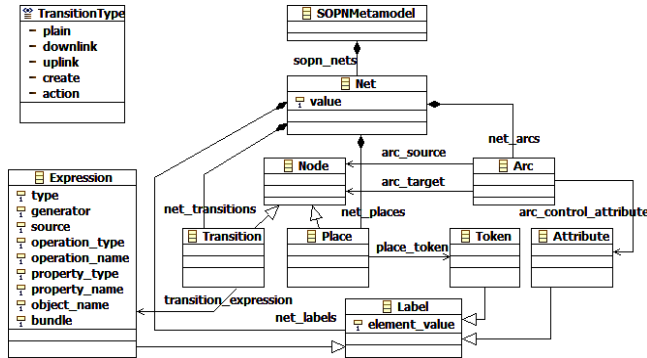 TransitionType
plain
downlink
uplink
create
action
SOPNMetamodel
sopn_nets
Net
value
net_arcs
arc_source
Node
Arc
arc_target
Expression
type
generator
source
operation_type
operation_name
property_type
property_name
object_name
bundle
net_transitions
net_places
arc_control_attribute
Transition
Place
place_token
Token
Attribute
transition_expression
net_labels
Label
element_value